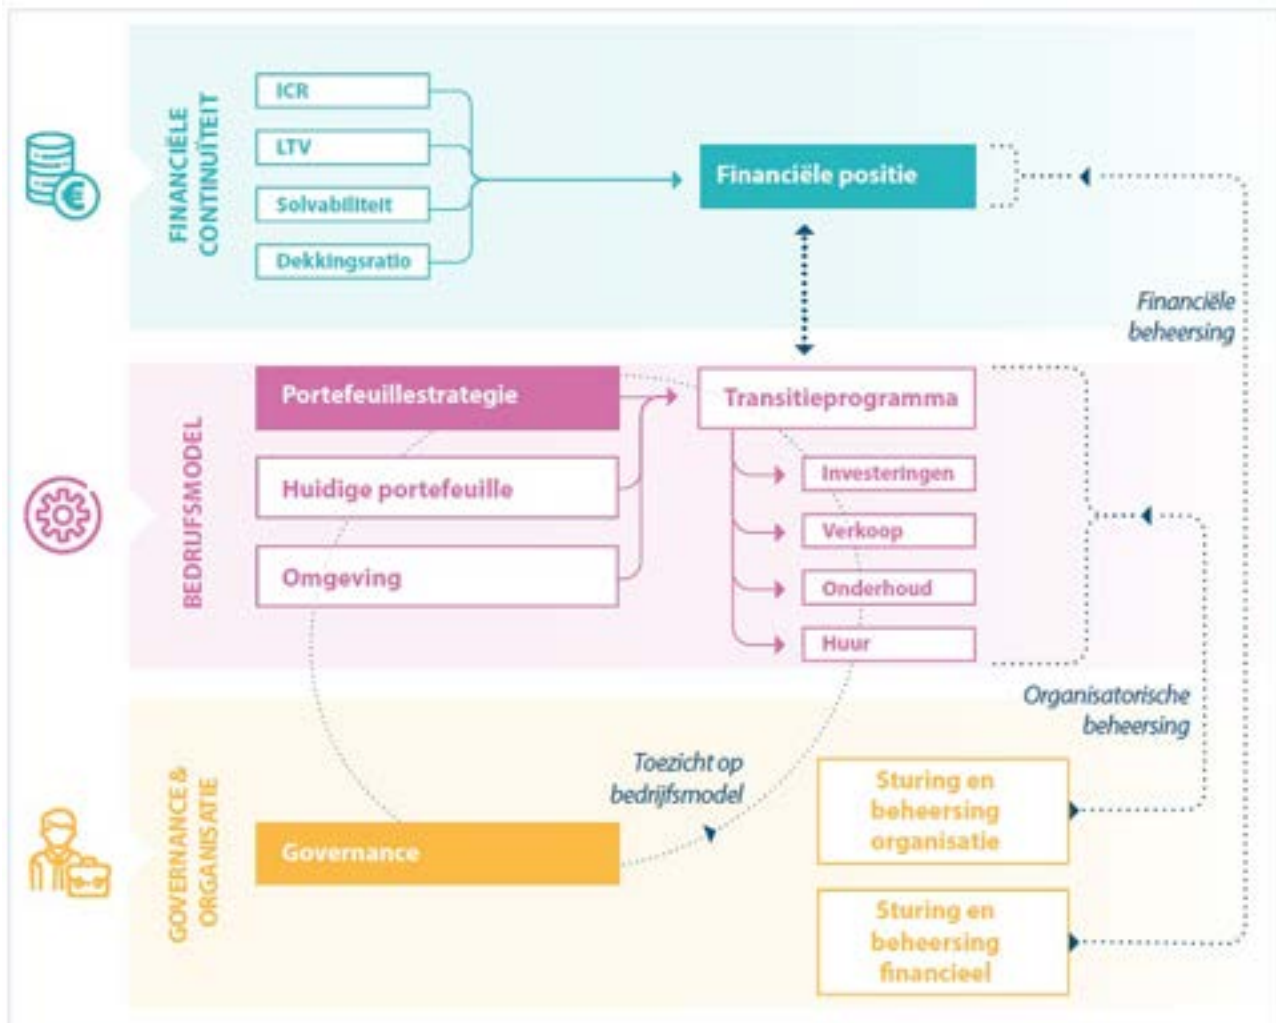 FINANCIËLE
CONTINUÏTEIT
ICR
LTV
Solvabiliteit
Dekkingsratio
Financiële positie
Financiële
beheersing
BEDRIJFSMODEL
Portefeuillestrategie
Huidige portefeuille
Omgeving
Transitieprogramma
Investeringen
Verkoop
Onderhoud
Huur
Organisatorische
beheersing
GOVERNANCE &
ORGANISATIE
Governance
Toezicht op
bedrijfsmodel
Sturing en
beheersing
organisatie
Sturing en
beheersing
financieel